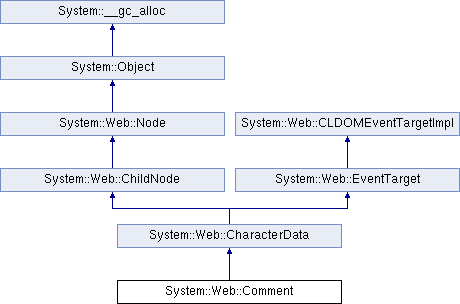 System::__gc_alloc
System::Object
System::Web::Node
System::Web::CLDOMEventTargetImpl
System::Web::ChildNode
System::Web::EventTarget
System::Web::CharacterData
System::Web::Comment